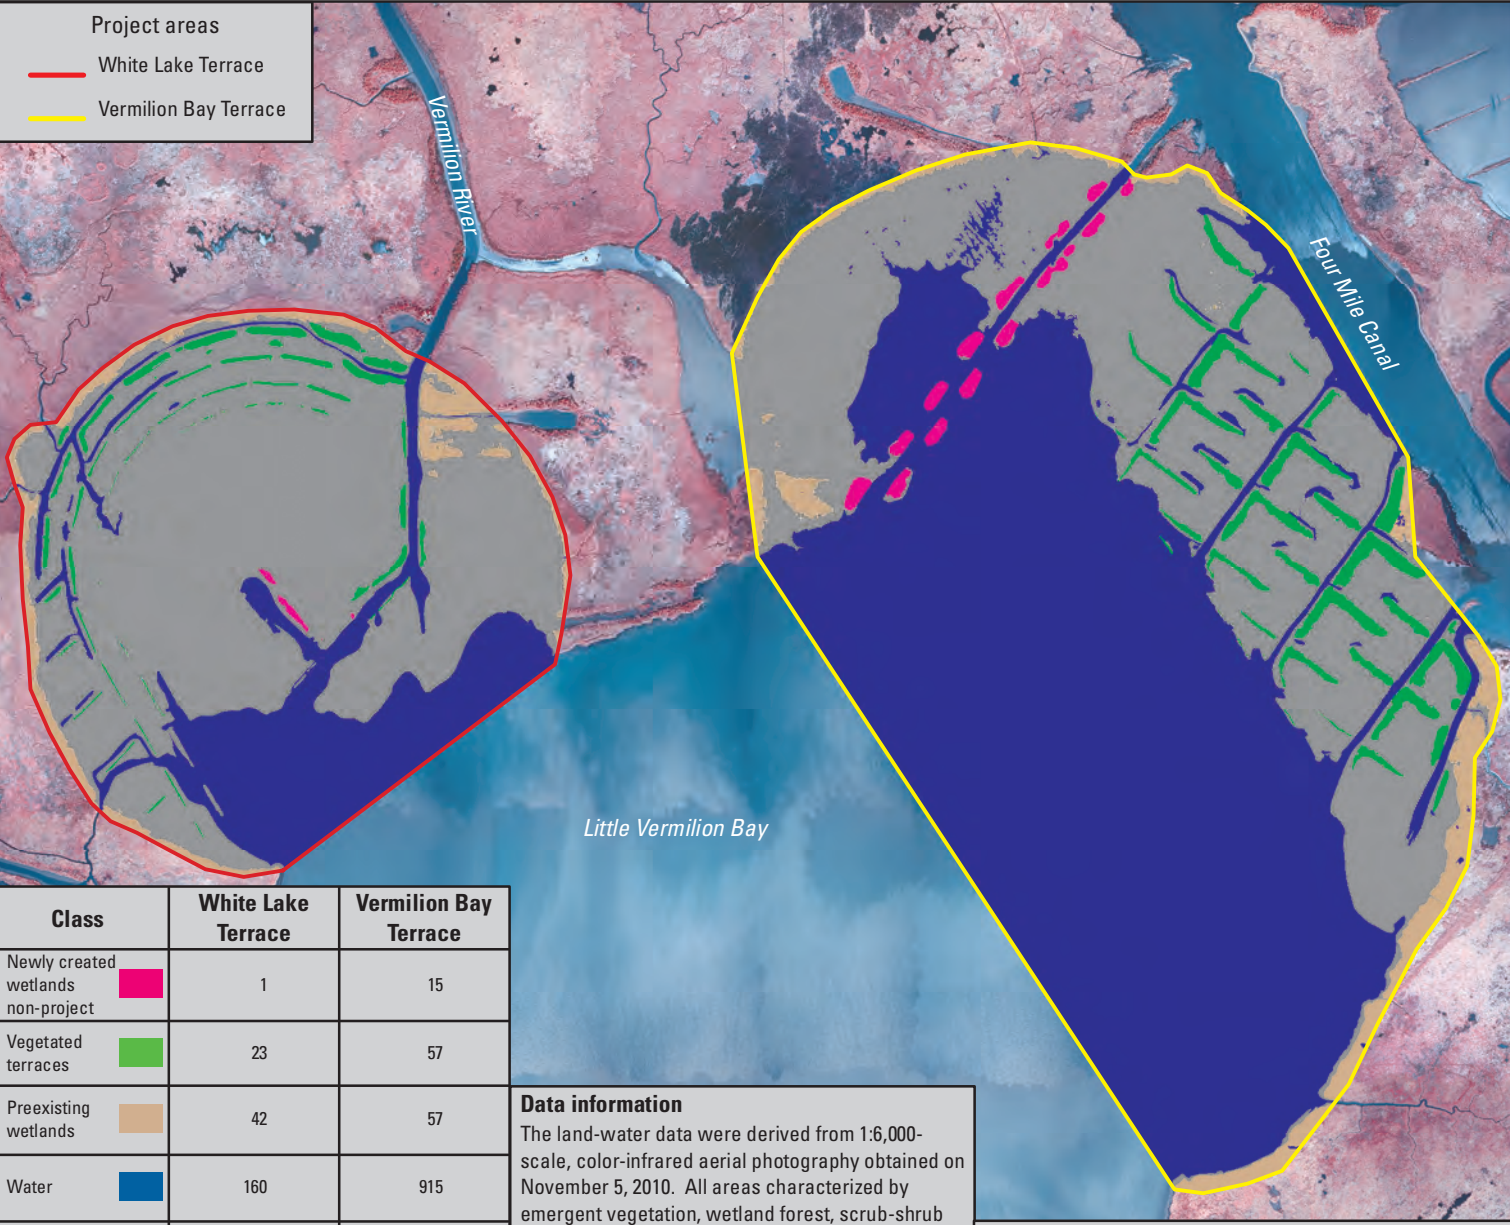 Project areas
White Lake Terrace
Vermilion Bay Terrace
Vermilion River
Four Mile Canal
Little Vermilion Bay
Class
White Lake
Terrace
Vermilion Bay
Terrace
Newly created
wetlands
non-project
1
15
Vegetated
terraces
23
57
Preexisting
wetlands
42
57
Water
160
915
Data information
The land-water data were derived from 1:6,000-
scale, color-infrared aerial photography obtained on
November 5, 2010. All areas characterized by
emergent vegetation, wetland forest, scrub-shrub